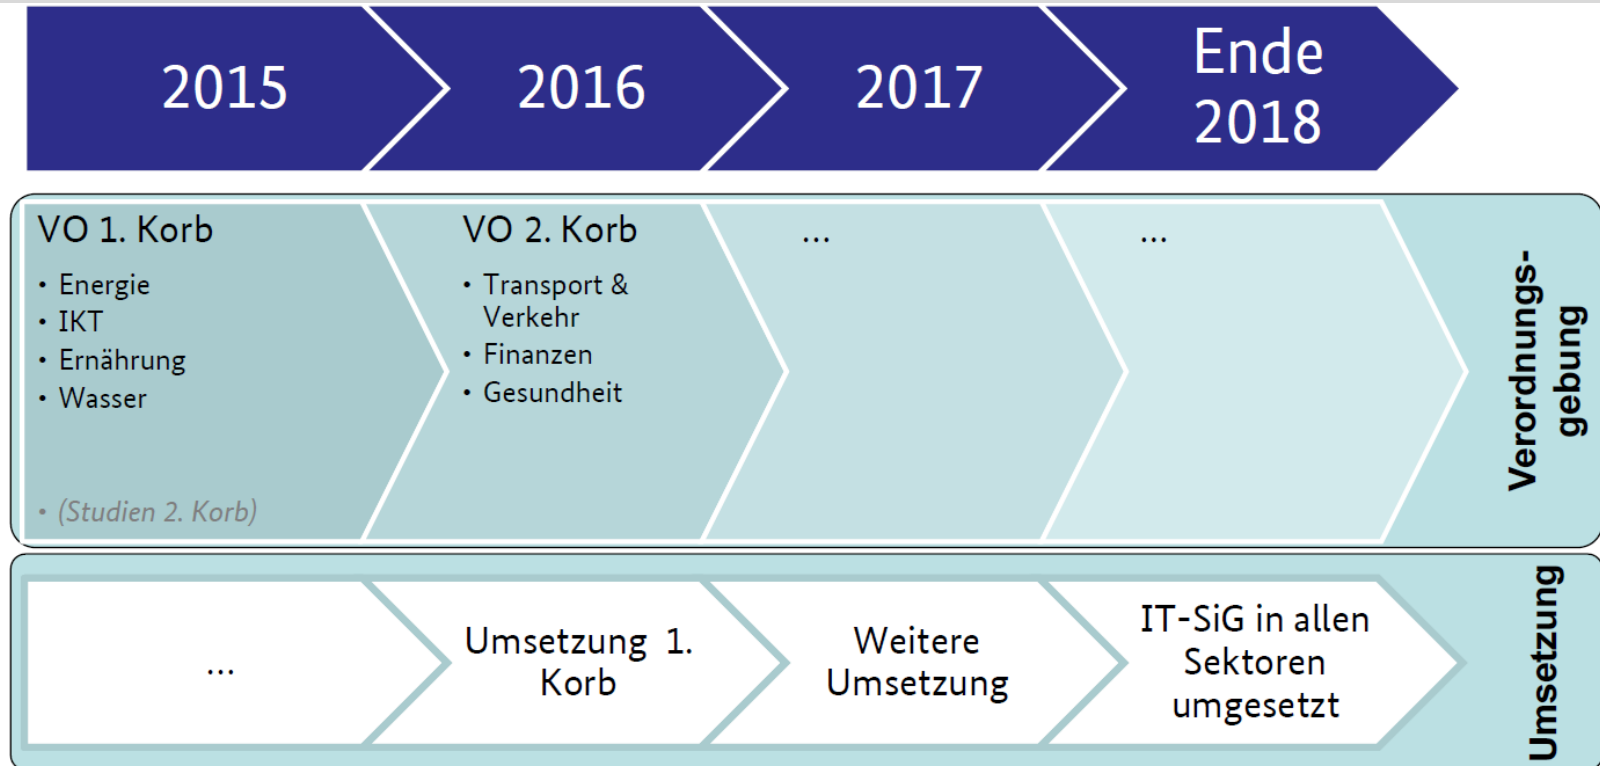 2015
2016
2017
Ende
2018
VO 1. Korb
• Energie
• IKT
• Ernährung
• Wasser
• (Studien 2. Korb)
VO 2. Korb
• Transport &
Verkehr
• Finanzen
• Gesundheit
...
...
Verordnungs-
gebung
...
Umsetzung 1.
Korb
Weitere
Umsetzung
IT-SiG in allen
Sektoren
umgesetzt
Umsetzung